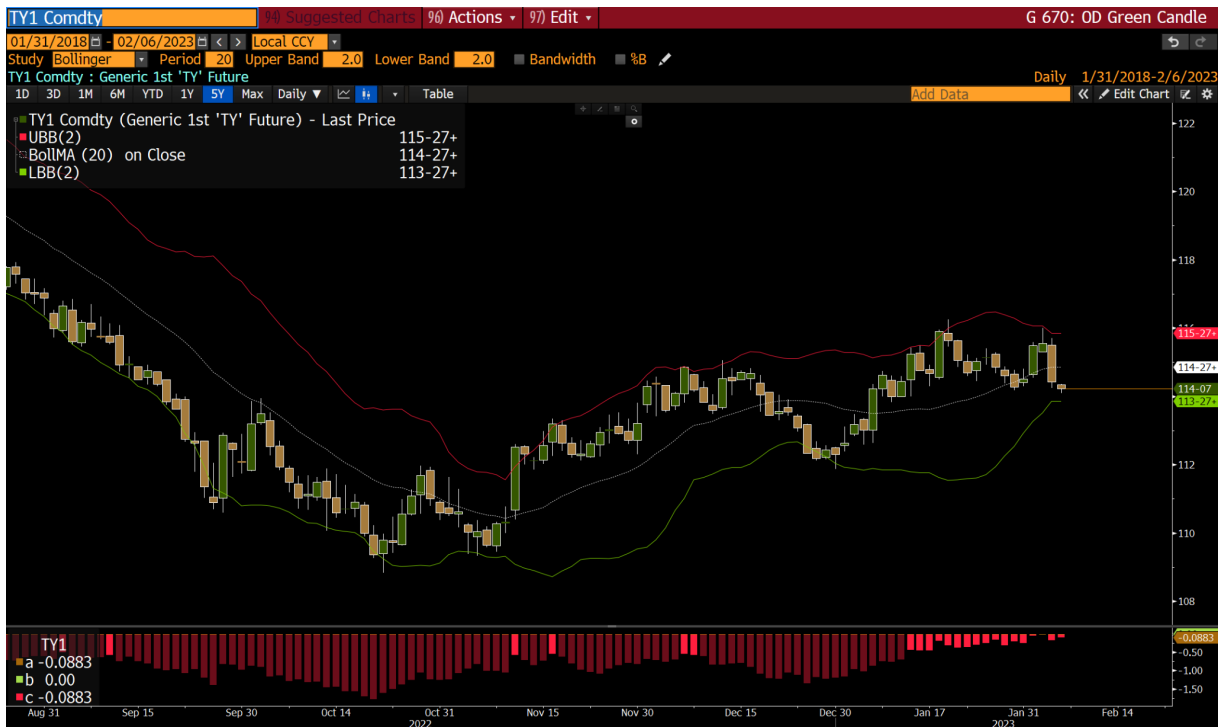 TY1 Comdty 94) Suggested Charts 96) Actions 97) Edit G 670: OD Green Candle
01/31/2018 - 02/06/2023 Local CCY
Study Bollinger Period 20 Upper Band 2.0 Lower Band 2.0 Bandwidth %B
TY1 Comdty : Generic 1st 'TY' Future Daily 1/31/2018-2/6/2023
1D 3D 1M 6M YTD 1Y 5Y Max Daily ▼ Table Add Data « Edit Chart
TY1 Comdty (Generic 1st 'TY' Future) - Last Price
UBB(2) 115-27+
BollMA (20) on Close 114-27+
LBB(2) 113-27+
122
120
118
116
115-27+
114-27+
114-07
113-27+
112
110
108
TY1
a -0.0883
b 0.00
c -0.0883
-0.0883
-0.50
-1.00
-1.50
Aug 31 Sep 15 Sep 30 Oct 14 Oct 31 Nov 15 Nov 30 Dec 15 Dec 30 Jan 17 Jan 31 Feb 14
2022 2023